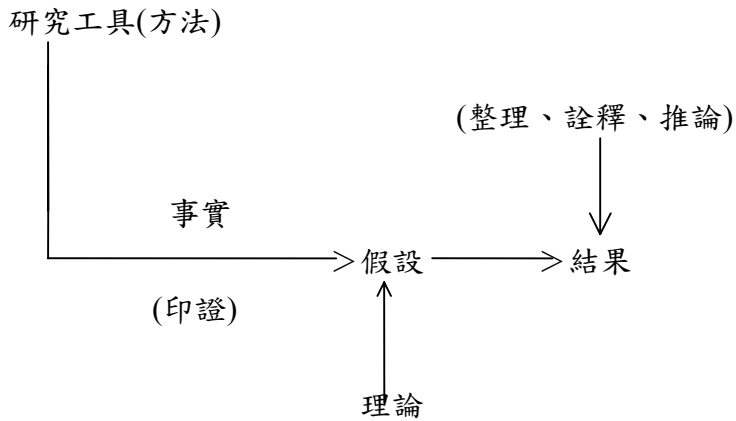 研究工具(方法)
(整理、詮釋、推論)
事實
假設
結果
(印證)
理論